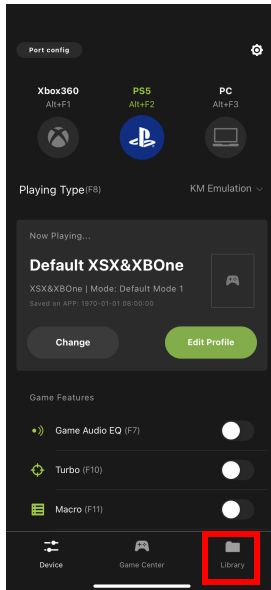 Port config
Xbox360 PS5 PC
Alt+F1 Alt+F2 Alt+F3
Playing Type(F8) KM Emulation
Now Playing...
Default XSX&XBOne
XSX&XBOne | Mode: Default Mode 1
Saved on APP: 1970-01-01 08:00:00
Change Edit Profile
Game Features
Game Audio EQ (F7)
Turbo (F10)
Macro (F11)
Device Game Center Library